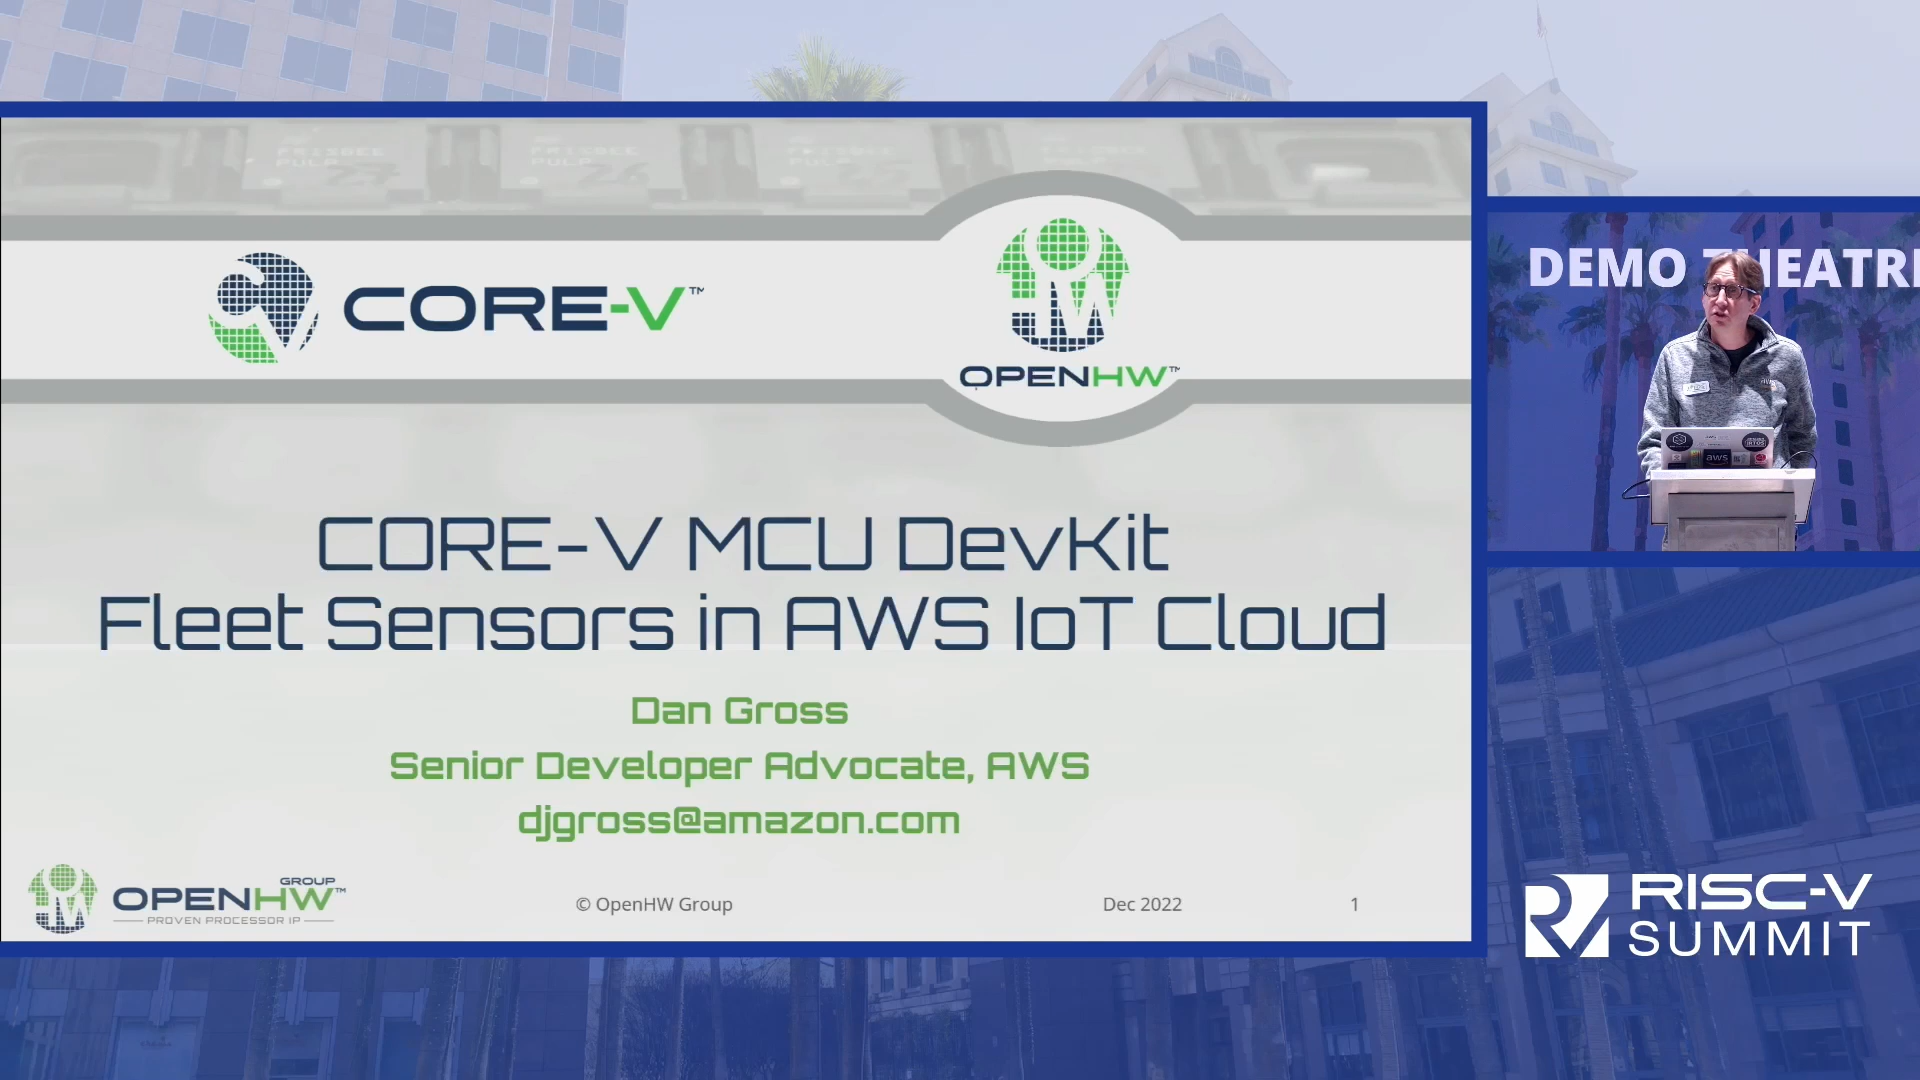 CORE-V™
OPENHW™
CORE-V MCU DevKit
Fleet Sensors in AWS IoT Cloud
Dan Gross
Senior Developer Advocate, AWS
djgross@amazon.com
OPENHW™
GROUP
PROVEN PROCESSOR IP
© OpenHW Group
Dec 2022
1
DEMO
aws
RISC-V
SUMMIT